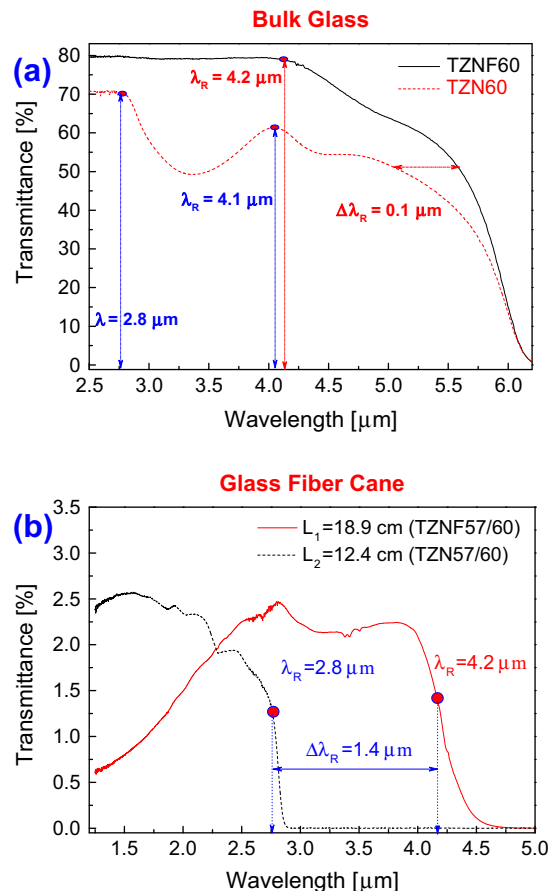 Bulk Glass
(a)
Transmittance [%]
80
70
60
50
40
30
20
10
0
TZNF60
TZN60
λR = 4.2 µm
λR = 4.1 µm
ΔλR = 0.1 µm
λ = 2.8 µm
2.5 3.0 3.5 4.0 4.5 5.0 5.5 6.0
Wavelength [µm]
Glass Fiber Cane
(b)
Transmittance [%]
3.5
3.0
2.5
2.0
1.5
1.0
0.5
0.0
L1=18.9 cm (TZNF57/60)
L2=12.4 cm (TZN57/60)
λR=2.8 µm
λR=4.2 µm
ΔλR=1.4 µm
1.5 2.0 2.5 3.0 3.5 4.0 4.5 5.0
Wavelength [µm]